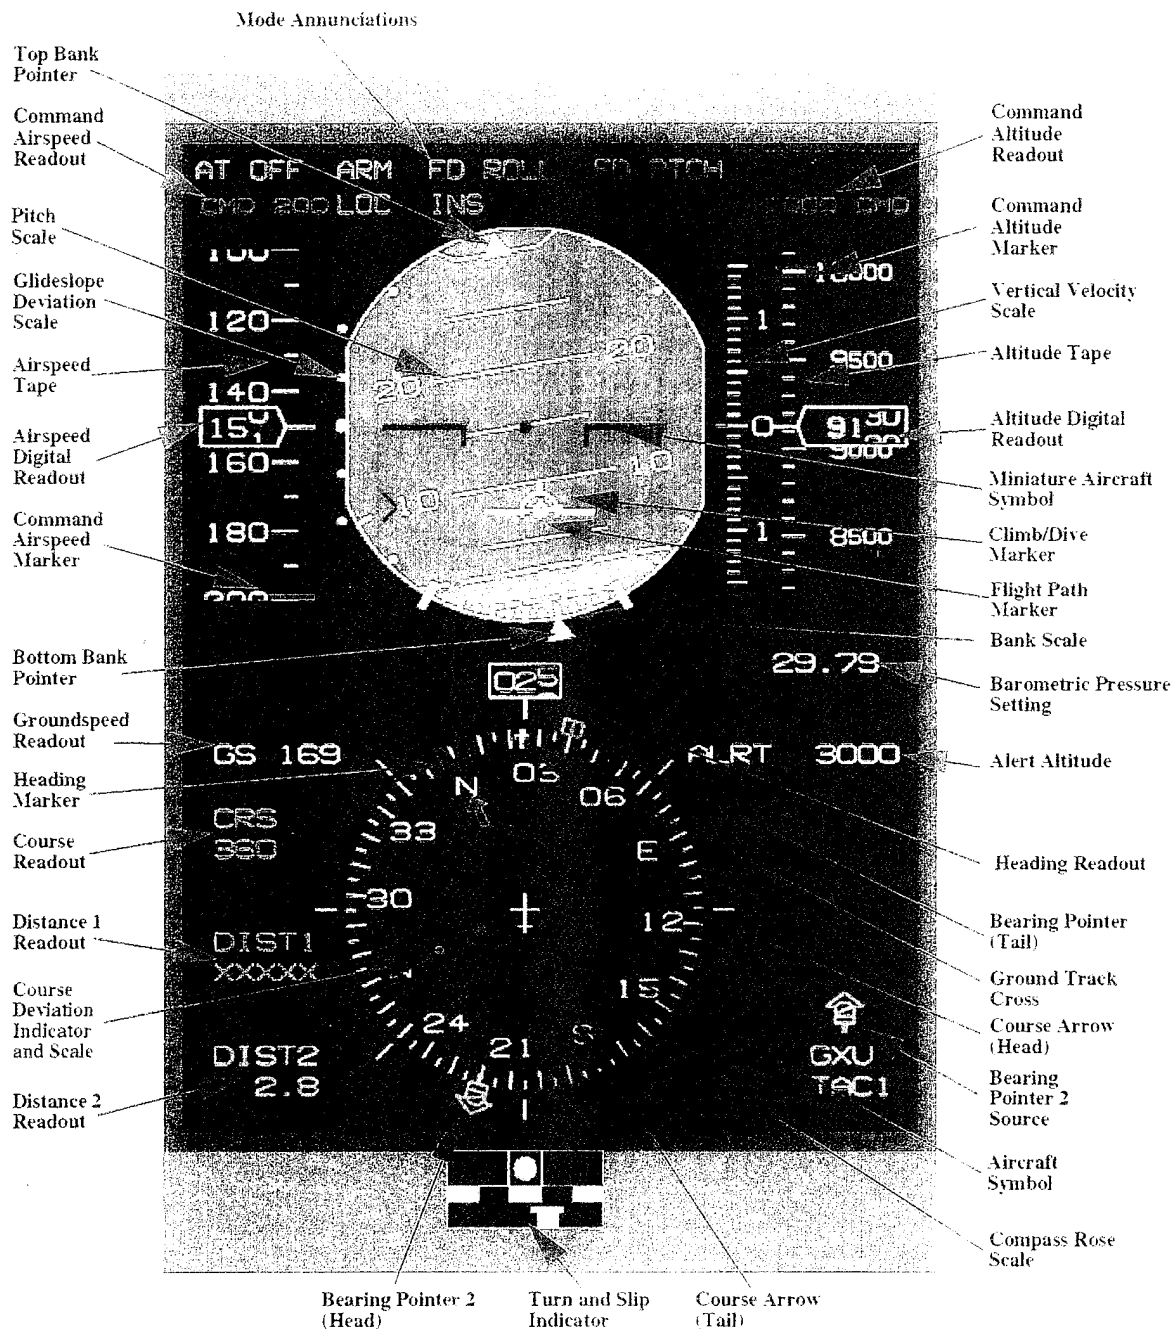 Mode Annunciations
Top Bank
Pointer
Command
Airspeed
Readout
Pitch
Scale
Glideslope
Deviation
Scale
Airspeed
Tape
Airspeed
Digital
Readout
Command
Airspeed
Marker
Bottom Bank
Pointer
Groundspeed
Readout
Heading
Marker
Course
Readout
Distance 1
Readout
Course
Deviation
Indicator
and Scale
Distance 2
Readout
AT OFF ARM FD ROLL PTCH
CMD 200 LOC INS CMD
120
140
15
160
180
20
20
10
10
1
0
1
10000
9500
91
9000
8500
29.79
025
GS 169
ALRT 3000
CRS
360
DIST1
XXXXX
DIST2
2.8
N
03
06
E
12
15
S
21
24
30
33
2
GXU
TAC1
Command
Altitude
Readout
Command
Altitude
Marker
Vertical Velocity
Scale
Altitude Tape
Altitude Digital
Readout
Miniature Aircraft
Symbol
Climb/Dive
Marker
Flight Path
Marker
Bank Scale
Barometric Pressure
Setting
Alert Altitude
Heading Readout
Bearing Pointer
(Tail)
Ground Track
Cross
Course Arrow
(Head)
Bearing
Pointer 2
Source
Aircraft
Symbol
Compass Rose
Scale
Bearing Pointer 2
(Head)
Turn and Slip
Indicator
Course Arrow
(Tail)